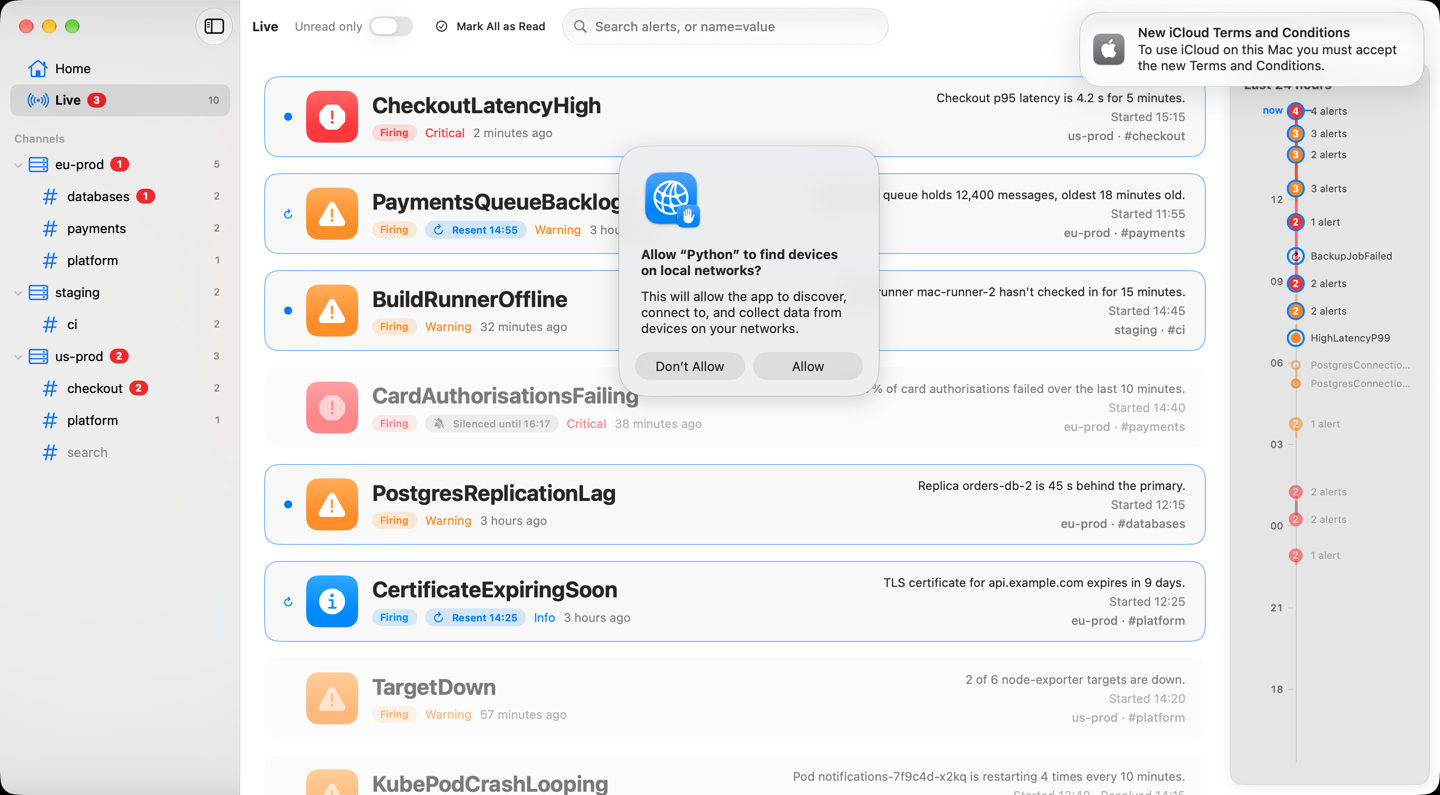 Home
Live 3 10
Channels
eu-prod 1 5
databases 1 2
payments 2
platform 1
staging 2
ci 2
us-prod 2 3
checkout 2 2
platform 1
search
Live Unread only Mark All as Read Search alerts, or name=value
CheckoutLatencyHigh
Firing Critical 2 minutes ago
Checkout p95 latency is 4.2 s for 5 minutes.
Started 15:15
us-prod · #checkout
PaymentsQueueBacklog
Firing Resent 14:55 Warning 3
queue holds 12,400 messages, oldest 18 minutes old.
Started 11:55
eu-prod · #payments
BuildRunnerOffline
Firing Warning 32 minutes ago
runner mac-runner-2 hasn't checked in for 15 minutes.
Started 14:45
staging · #ci
CardAuthorisationsFailing
Firing Silenced until 16:17 Critical 38 minutes ago
% of card authorisations failed over the last 10 minutes.
Started 14:40
eu-prod · #payments
PostgresReplicationLag
Firing Warning 3 hours ago
Replica orders-db-2 is 45 s behind the primary.
Started 12:15
eu-prod · #databases
CertificateExpiringSoon
Firing Resent 14:25 Info 3 hours ago
TLS certificate for api.example.com expires in 9 days.
Started 12:25
eu-prod · #platform
TargetDown
Firing Warning 57 minutes ago
2 of 6 node-exporter targets are down.
Started 14:20
us-prod · #platform
KubePodCrashLooping
Pod notifications-7f9c4d-x2kq is restarting 4 times every 10 minutes.
Allow “Python” to find devices
on local networks?
This will allow the app to discover,
connect to, and collect data from
devices on your networks.
Don’t Allow Allow
New iCloud Terms and Conditions
To use iCloud on this Mac you must accept
the new Terms and Conditions.
Last 24 hours
now 4 4 alerts
3 3 alerts
3 2 alerts
3 3 alerts
12
2 1 alert
BackupJobFailed
09 2 2 alerts
2 2 alerts
HighLatencyP99
06 PostgresConnectio...
PostgresConnectio...
2 1 alert
03
2 2 alerts
2 2 alerts
00
2 1 alert
21
18